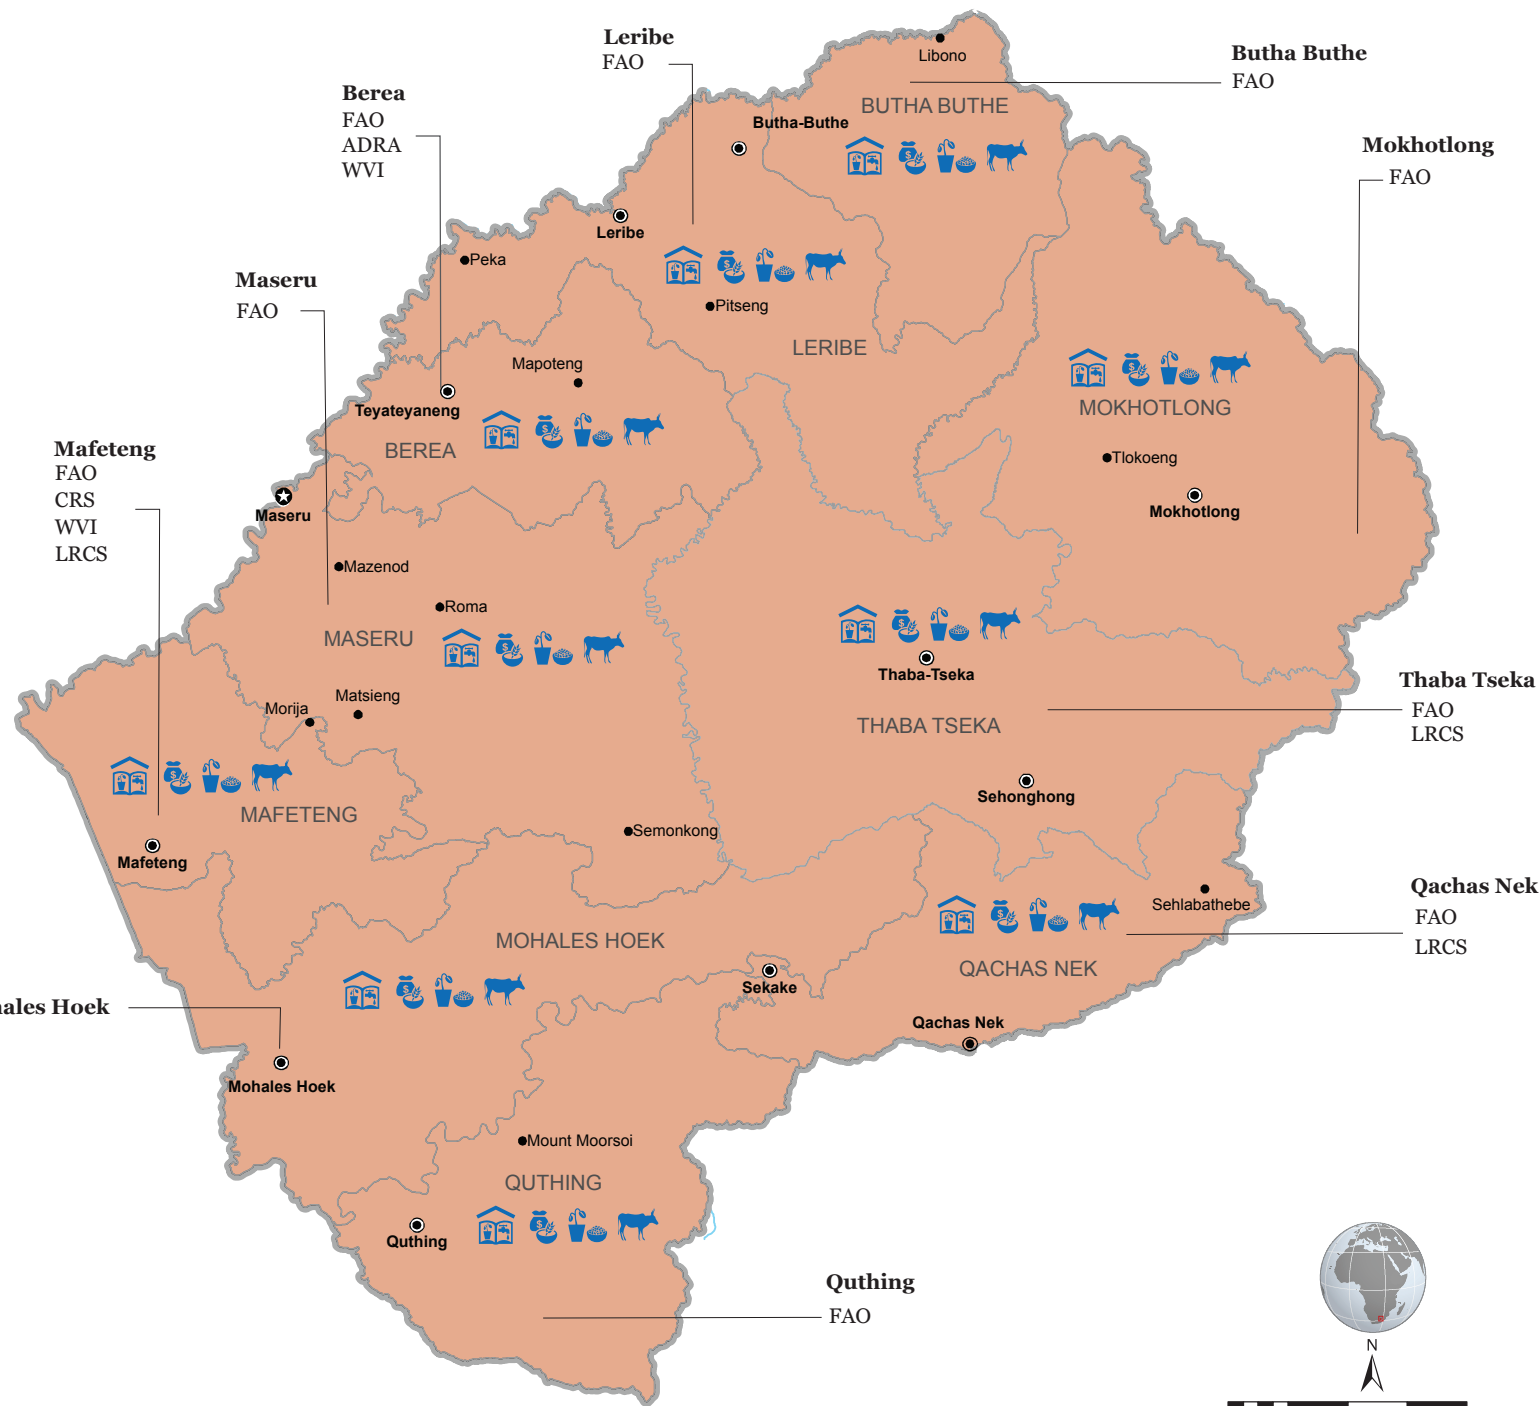 Leribe
FAO
Libono
Butha Buthe
FAO
Berea
FAO
ADRA
WVI
BUTHA BUTHE
Butha-Buthe
Mokhotlong
FAO
Leribe
Peka
Maseru
FAO
Pitseng
LERIBE
Mapoteng
Teyateyaneng
BEREA
MOKHOTLONG
Tlokoeng
Mokhotlong
Mafeteng
FAO
CRS
WVI
LRCS
Maseru
Mazenod
Roma
MASERU
Thaba-Tseka
THABA TSEKA
Thaba Tseka
FAO
LRCS
Matsieng
Morija
MAFETENG
Sehonghong
Semonkong
Mafeteng
Sehlabathebe
Qachas Nek
FAO
LRCS
MOHALES HOEK
QACHAS NEK
Sekake
ales Hoek
Qachas Nek
Mohales Hoek
Mount Moorsoi
QUTHING
Quthing
Quthing
FAO
N